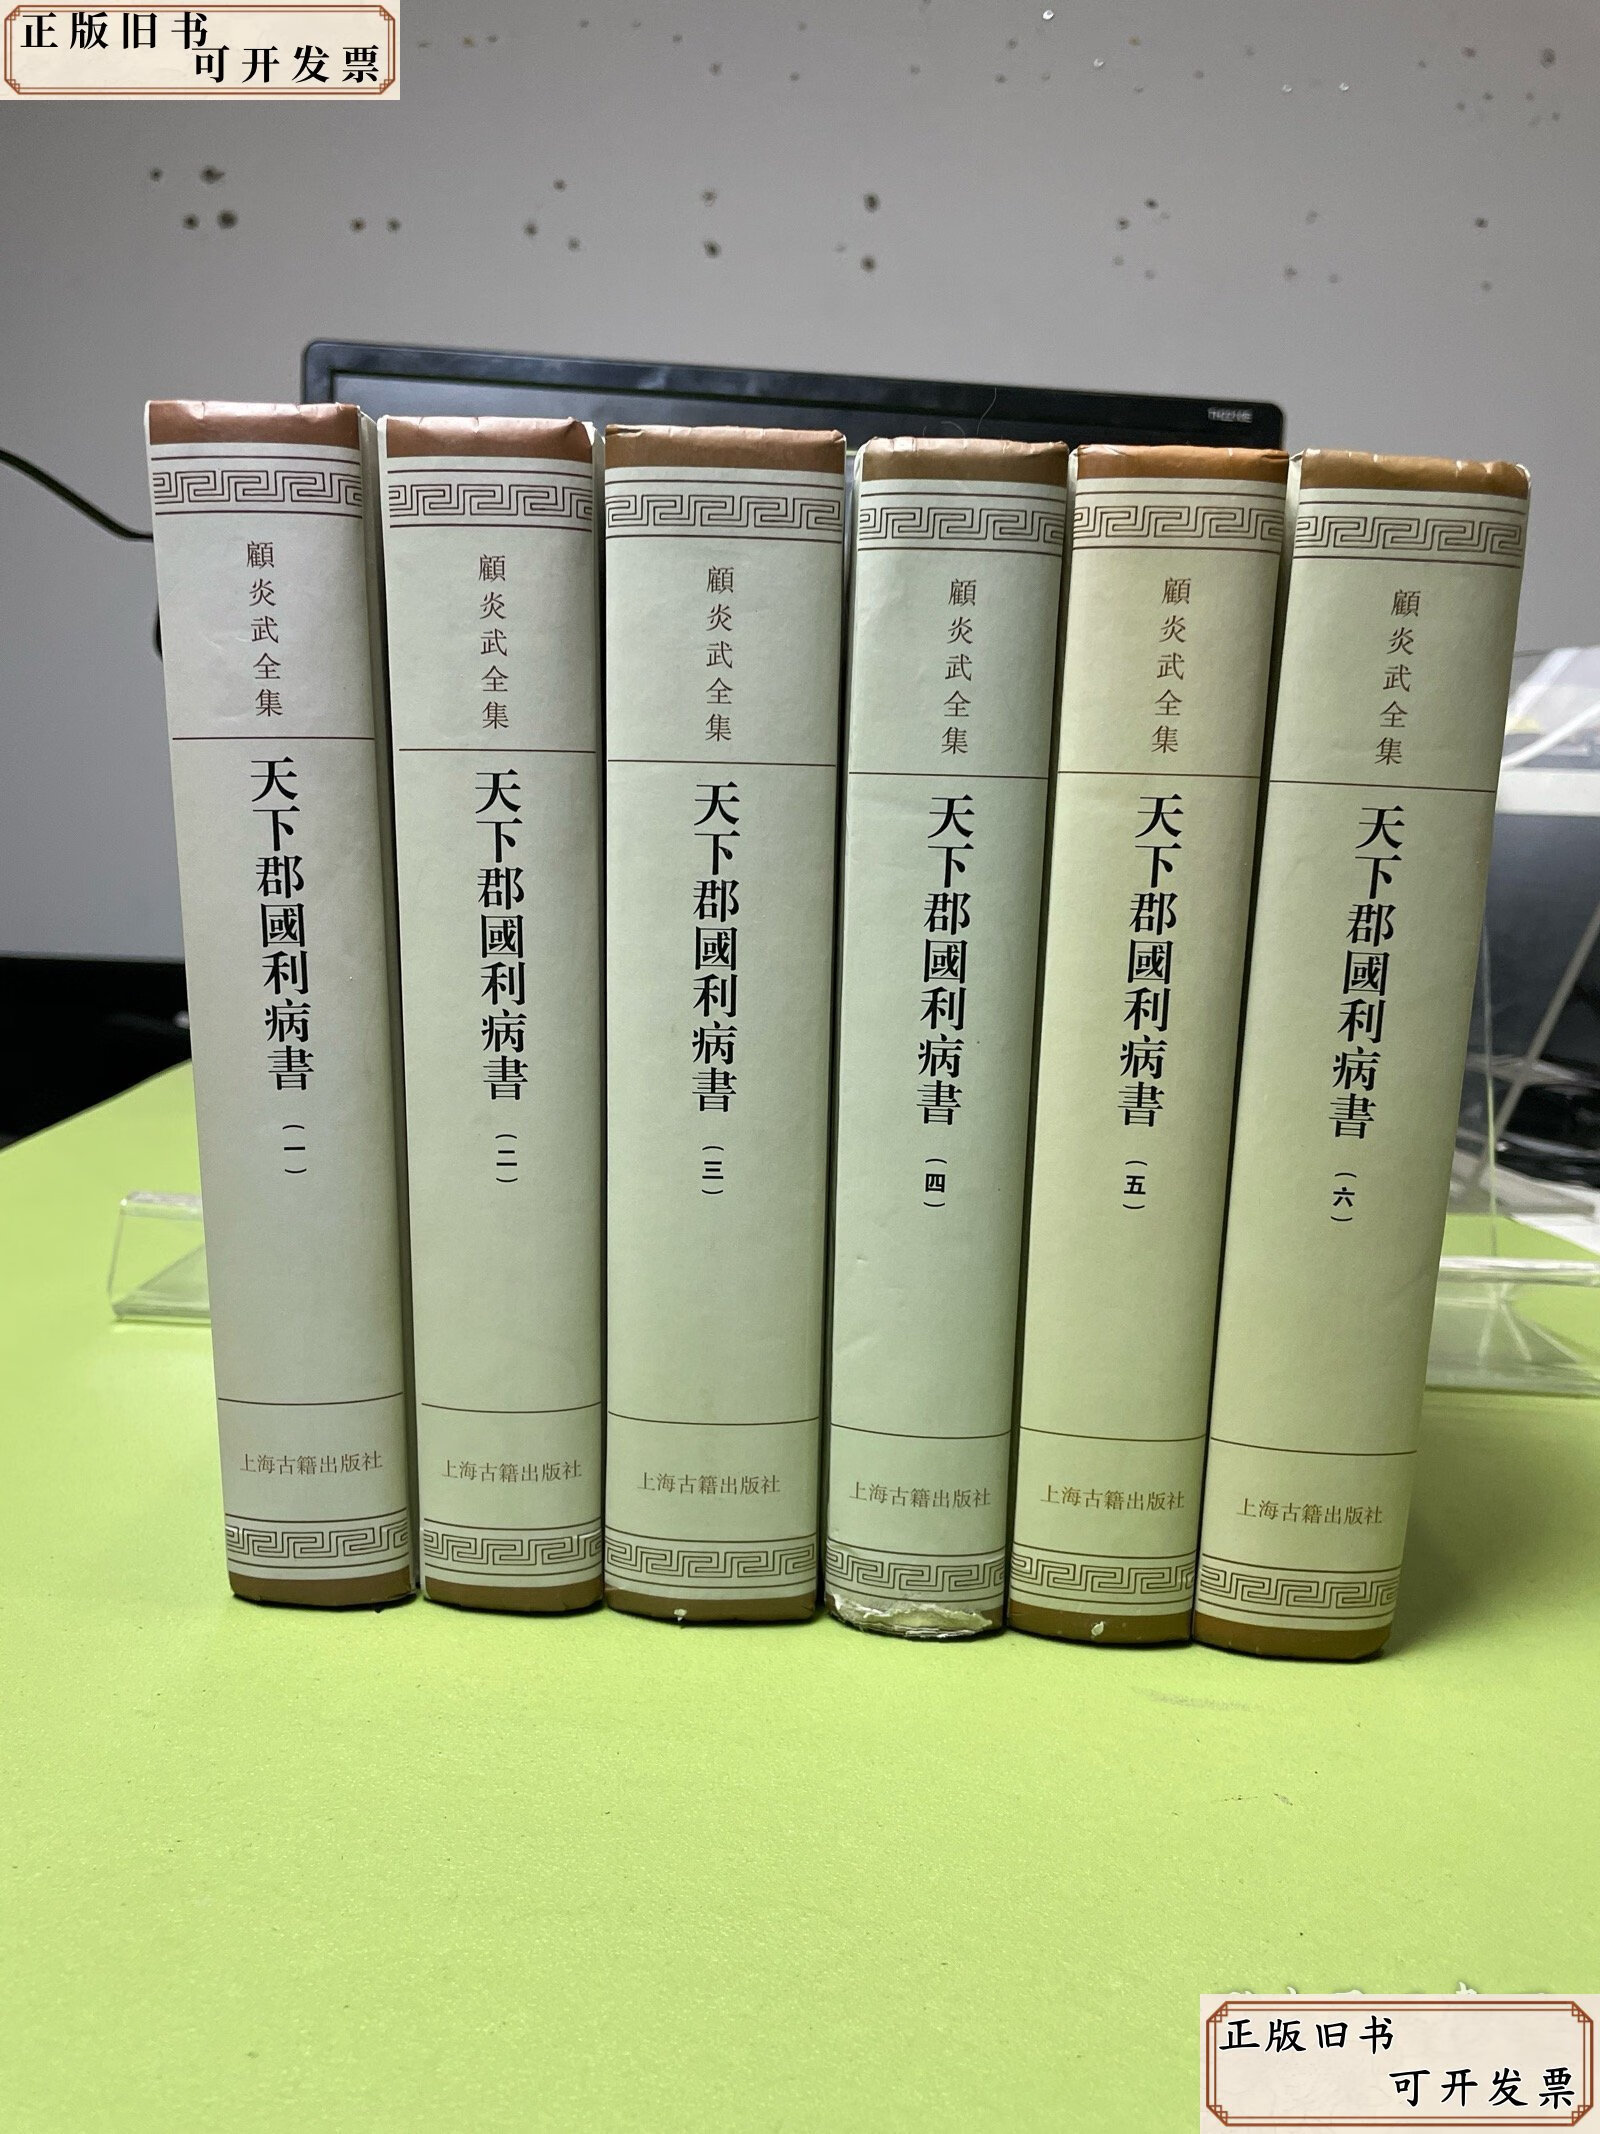 正版旧书
可开发票
顧炎武全集
天下郡國利病書
(一)
上海古籍出版社
顧炎武全集
天下郡國利病書
(二)
上海古籍出版社
顧炎武全集
天下郡國利病書
(三)
上海古籍出版社
顧炎武全集
天下郡國利病書
(四)
上海古籍出版社
顧炎武全集
天下郡國利病書
(五)
上海古籍出版社
顧炎武全集
天下郡國利病書
(六)
上海古籍出版社
正版旧书
可开发票